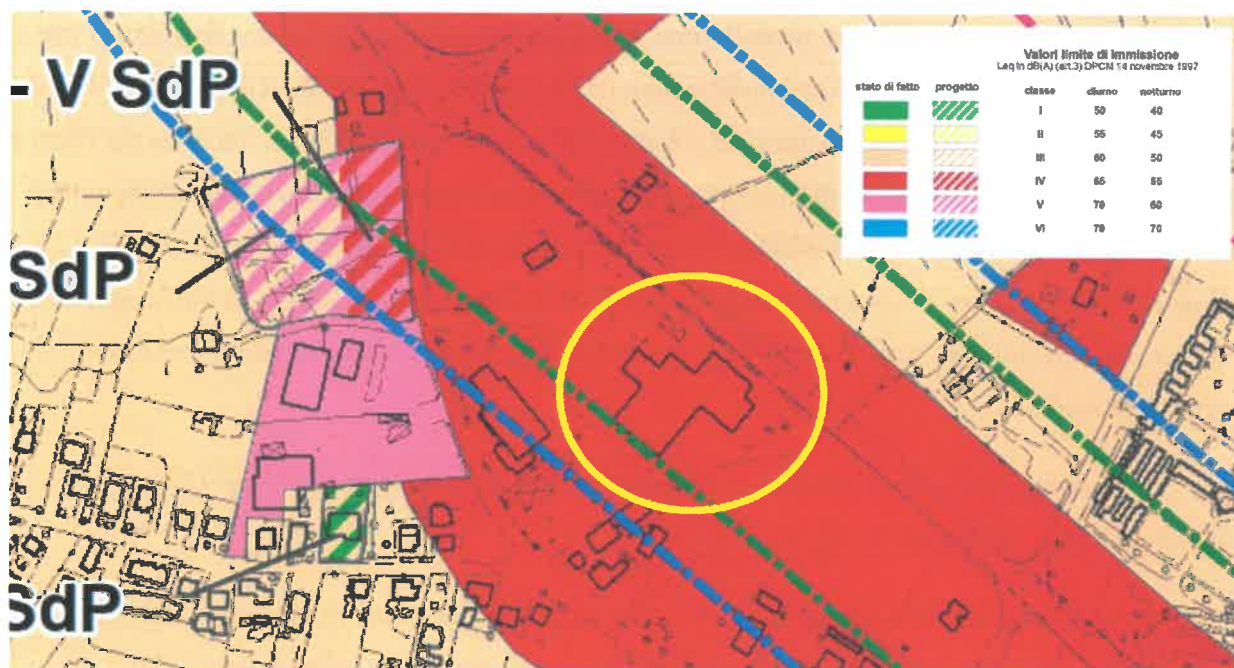 - V SdP
SdP
SdP
Valori limite di immissione
Leq in dB(A) (art.3) DPCM 14 novembre 1997
stato di fatto progetto classe diurno notturno
I 50 40
II 55 45
III 60 50
IV 65 55
V 70 60
VI 70 70